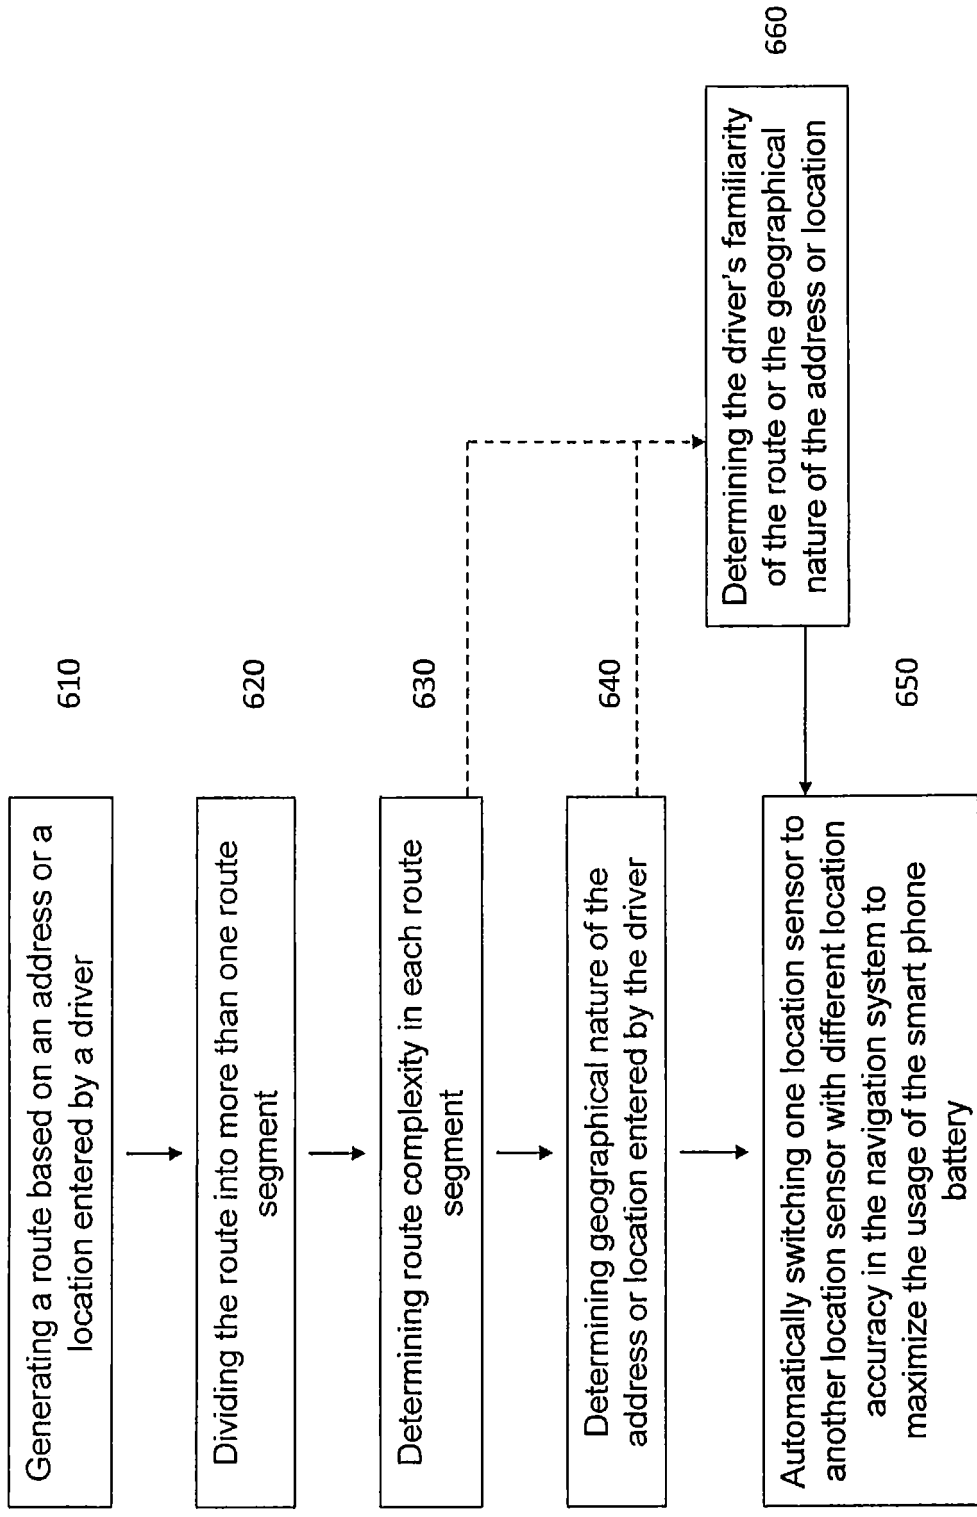 Generating a route based on an address or a
location entered by a driver
610
Dividing the route into more than one route
segment
620
Determining route complexity in each route
segment
630
Determining geographical nature of the
address or location entered by the driver
640
Determining the driver's familiarity
of the route or the geographical
nature of the address or location
660
Automatically switching one location sensor to
another location sensor with different location
accuracy in the navigation system to
maximize the usage of the smart phone
battery
650